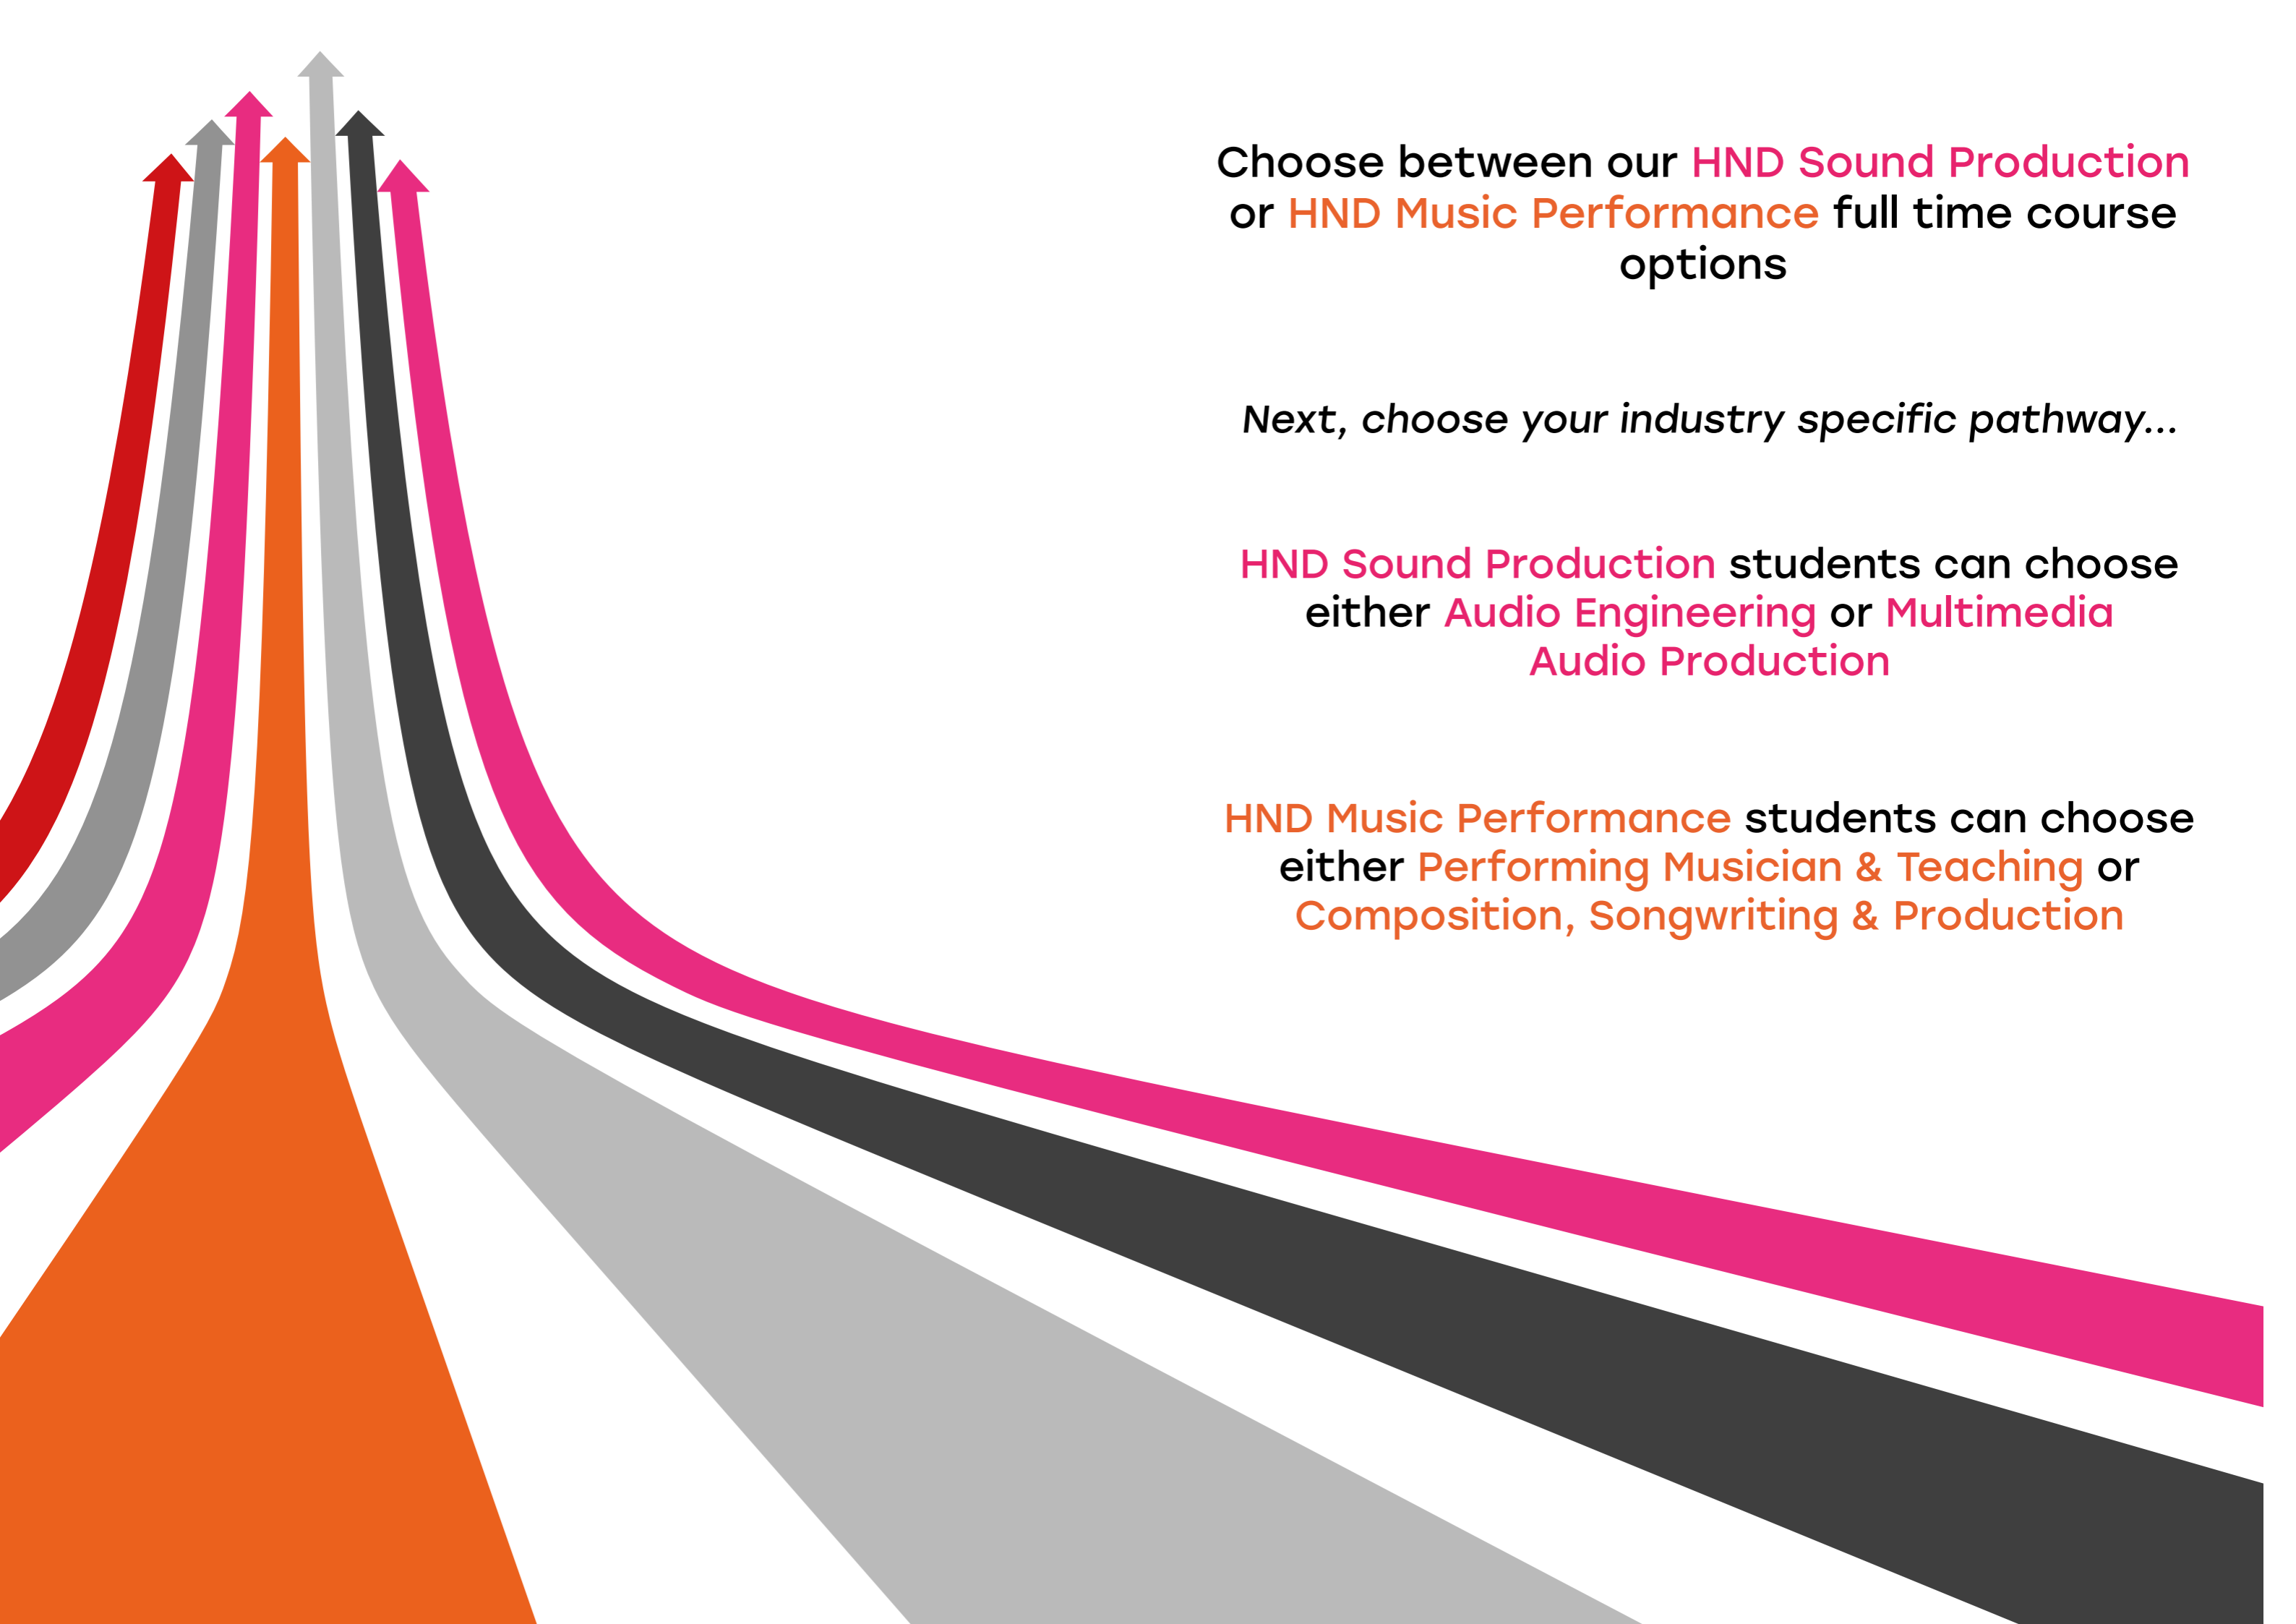 Choose between our HND Sound Production
or HND Music Performance full time course
options
Next, choose your industry specific pathway...
HND Sound Production students can choose
either Audio Engineering or Multimedia
Audio Production
HND Music Performance students can choose
either Performing Musician & Teaching or
Composition, Songwriting & Production